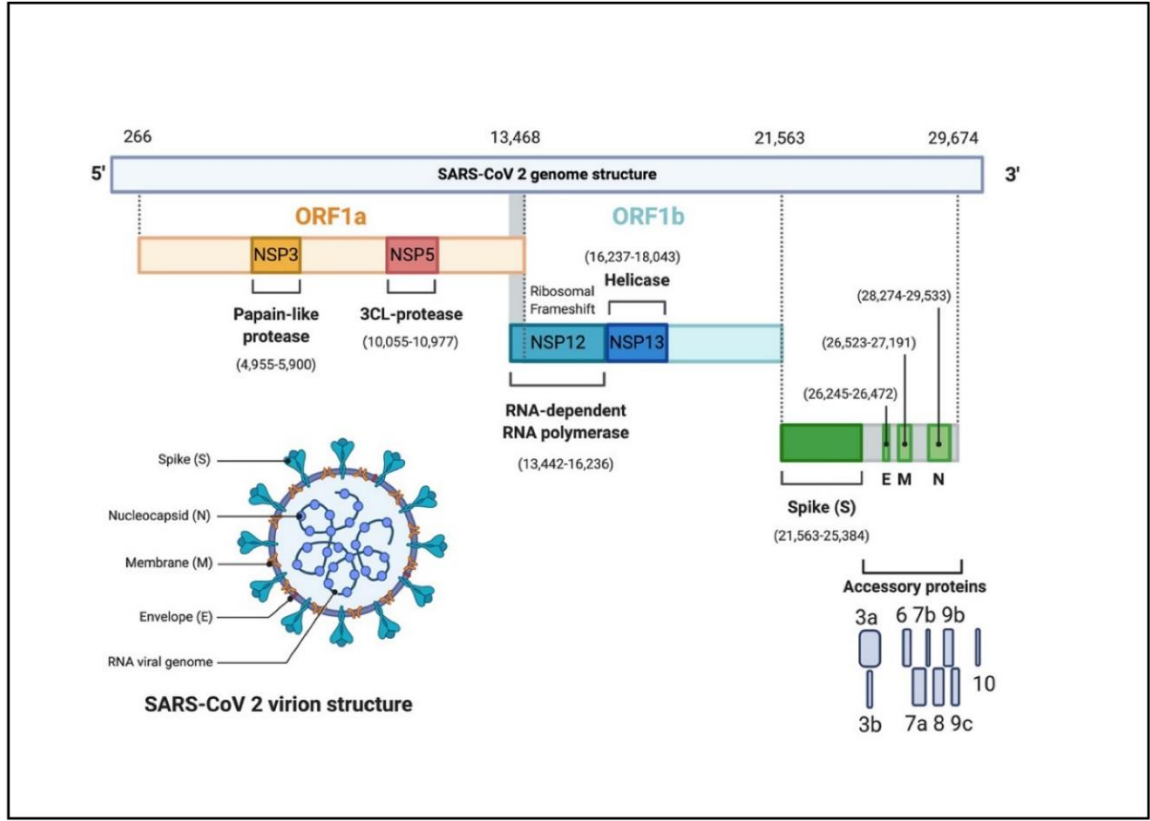 266 13,468 21,563 29,674
5' SARS-CoV 2 genome structure 3'
ORF1a ORF1b
NSP3 NSP5
(16,237-18,043)
Helicase
Ribosomal
Frameshift
Papain-like
protease
(4,955-5,900)
3CL-protease
(10,055-10,977)
NSP12 NSP13
RNA-dependent
RNA polymerase
(13,442-16,236)
(28,274-29,533)
(26,523-27,191)
(26,245-26,472)
E M N
Spike (S)
(21,563-25,384)
Accessory proteins
3a 6 7b 9b
10
3b 7a 8 9c
Spike (S)
Nucleocapsid (N)
Membrane (M)
Envelope (E)
RNA viral genome
SARS-CoV 2 virion structure